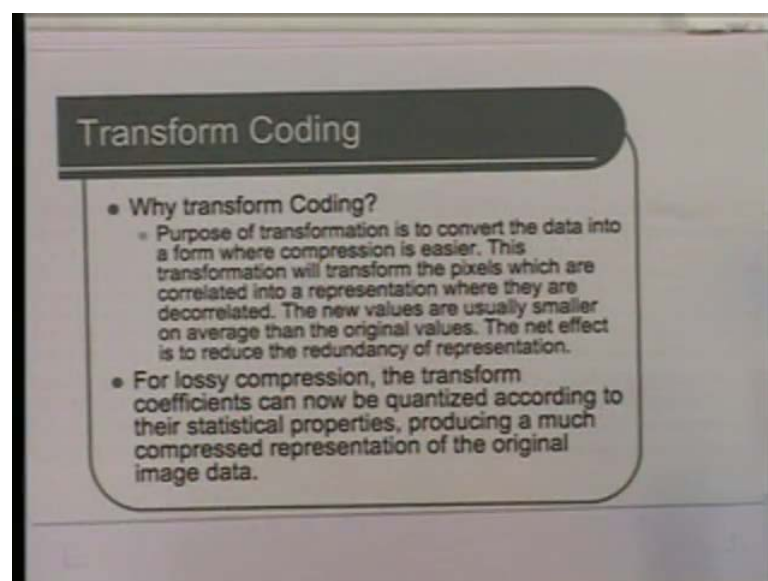 Transform Coding
Why transform Coding?
Purpose of transformation is to convert the data into
a form where compression is easier. This
transformation will transform the pixels which are
correlated into a representation where they are
decorrelated. The new values are usually smaller
on average than the original values. The net effect
is to reduce the redundancy of representation.
For lossy compression, the transform
coefficients can now be quantized according to
their statistical properties, producing a much
compressed representation of the original
image data.